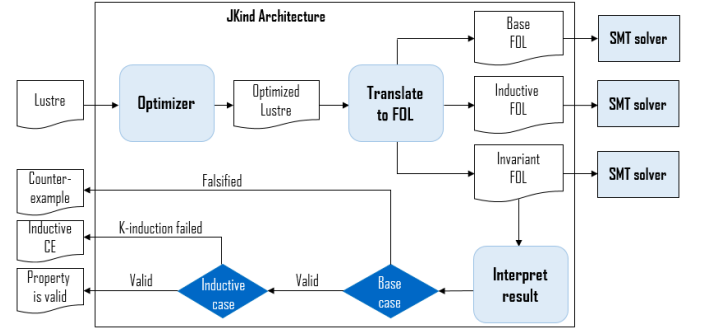 JKind Architecture
Lustre
Optimizer
Optimized
Lustre
Translate
to FOL
Base
FOL
SMT solver
Inductive
FOL
SMT solver
Invariant
FOL
SMT solver
Counter-
example
Falsified
Inductive
CE
K-induction failed
Property
is valid
Valid
Inductive
case
Valid
Base
case
Interpret
result